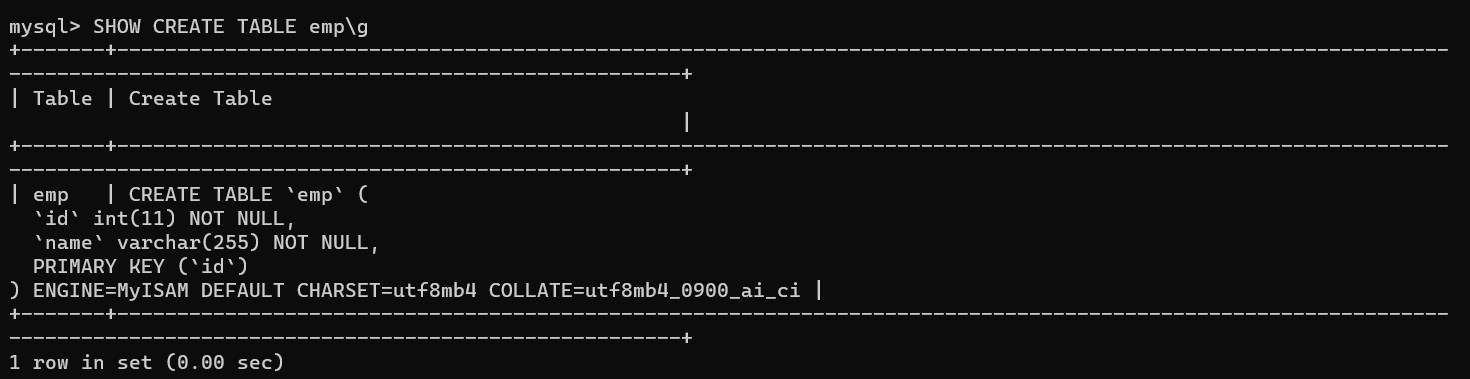 mysql> SHOW CREATE TABLE emp\g
+-------+---------------------------------------------------------------------------------------------------------------
--------------------------------------------------------+
| Table | Create Table
                                                        |
+-------+---------------------------------------------------------------------------------------------------------------
--------------------------------------------------------+
| emp   | CREATE TABLE `emp` (
  `id` int(11) NOT NULL,
  `name` varchar(255) NOT NULL,
  PRIMARY KEY (`id`)
) ENGINE=MyISAM DEFAULT CHARSET=utf8mb4 COLLATE=utf8mb4_0900_ai_ci |
+-------+---------------------------------------------------------------------------------------------------------------
--------------------------------------------------------+
1 row in set (0.00 sec)